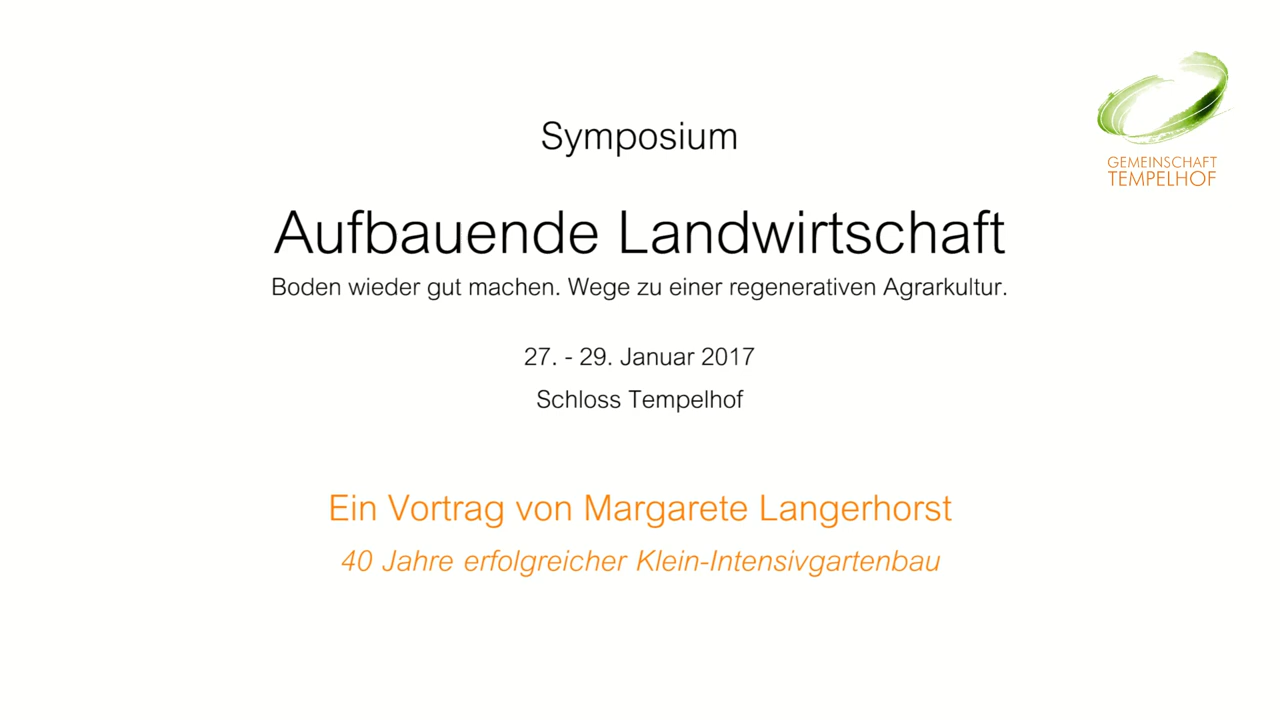 Symposium
Aufbauende Landwirtschaft
Boden wieder gut machen. Wege zu einer regenerativen Agrarkultur.
27. - 29. Januar 2017
Schloss Tempelhof
Ein Vortrag von Margarete Langerhorst
40 Jahre erfolgreicher Klein-Intensivgartenbau
GEMEINSCHAFT
TEMPELHOF